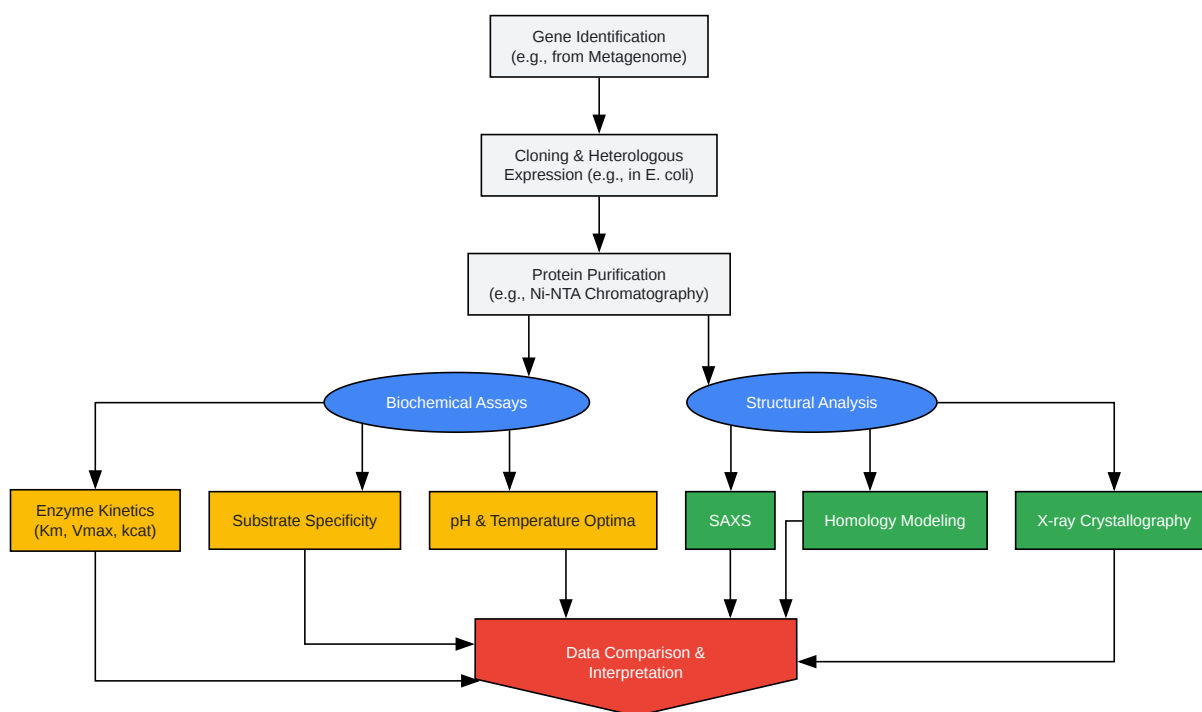 Gene Identification
(e.g., from Metagenome)
Cloning & Heterologous
Expression (e.g., in E. coli)
Protein Purification
(e.g., Ni-NTA Chromatography)
Biochemical Assays
Structural Analysis
Enzyme Kinetics
(Km, Vmax, kcat)
Substrate Specificity
pH & Temperature Optima
SAXS
Homology Modeling
X-ray Crystallography
Data Comparison &
Interpretation